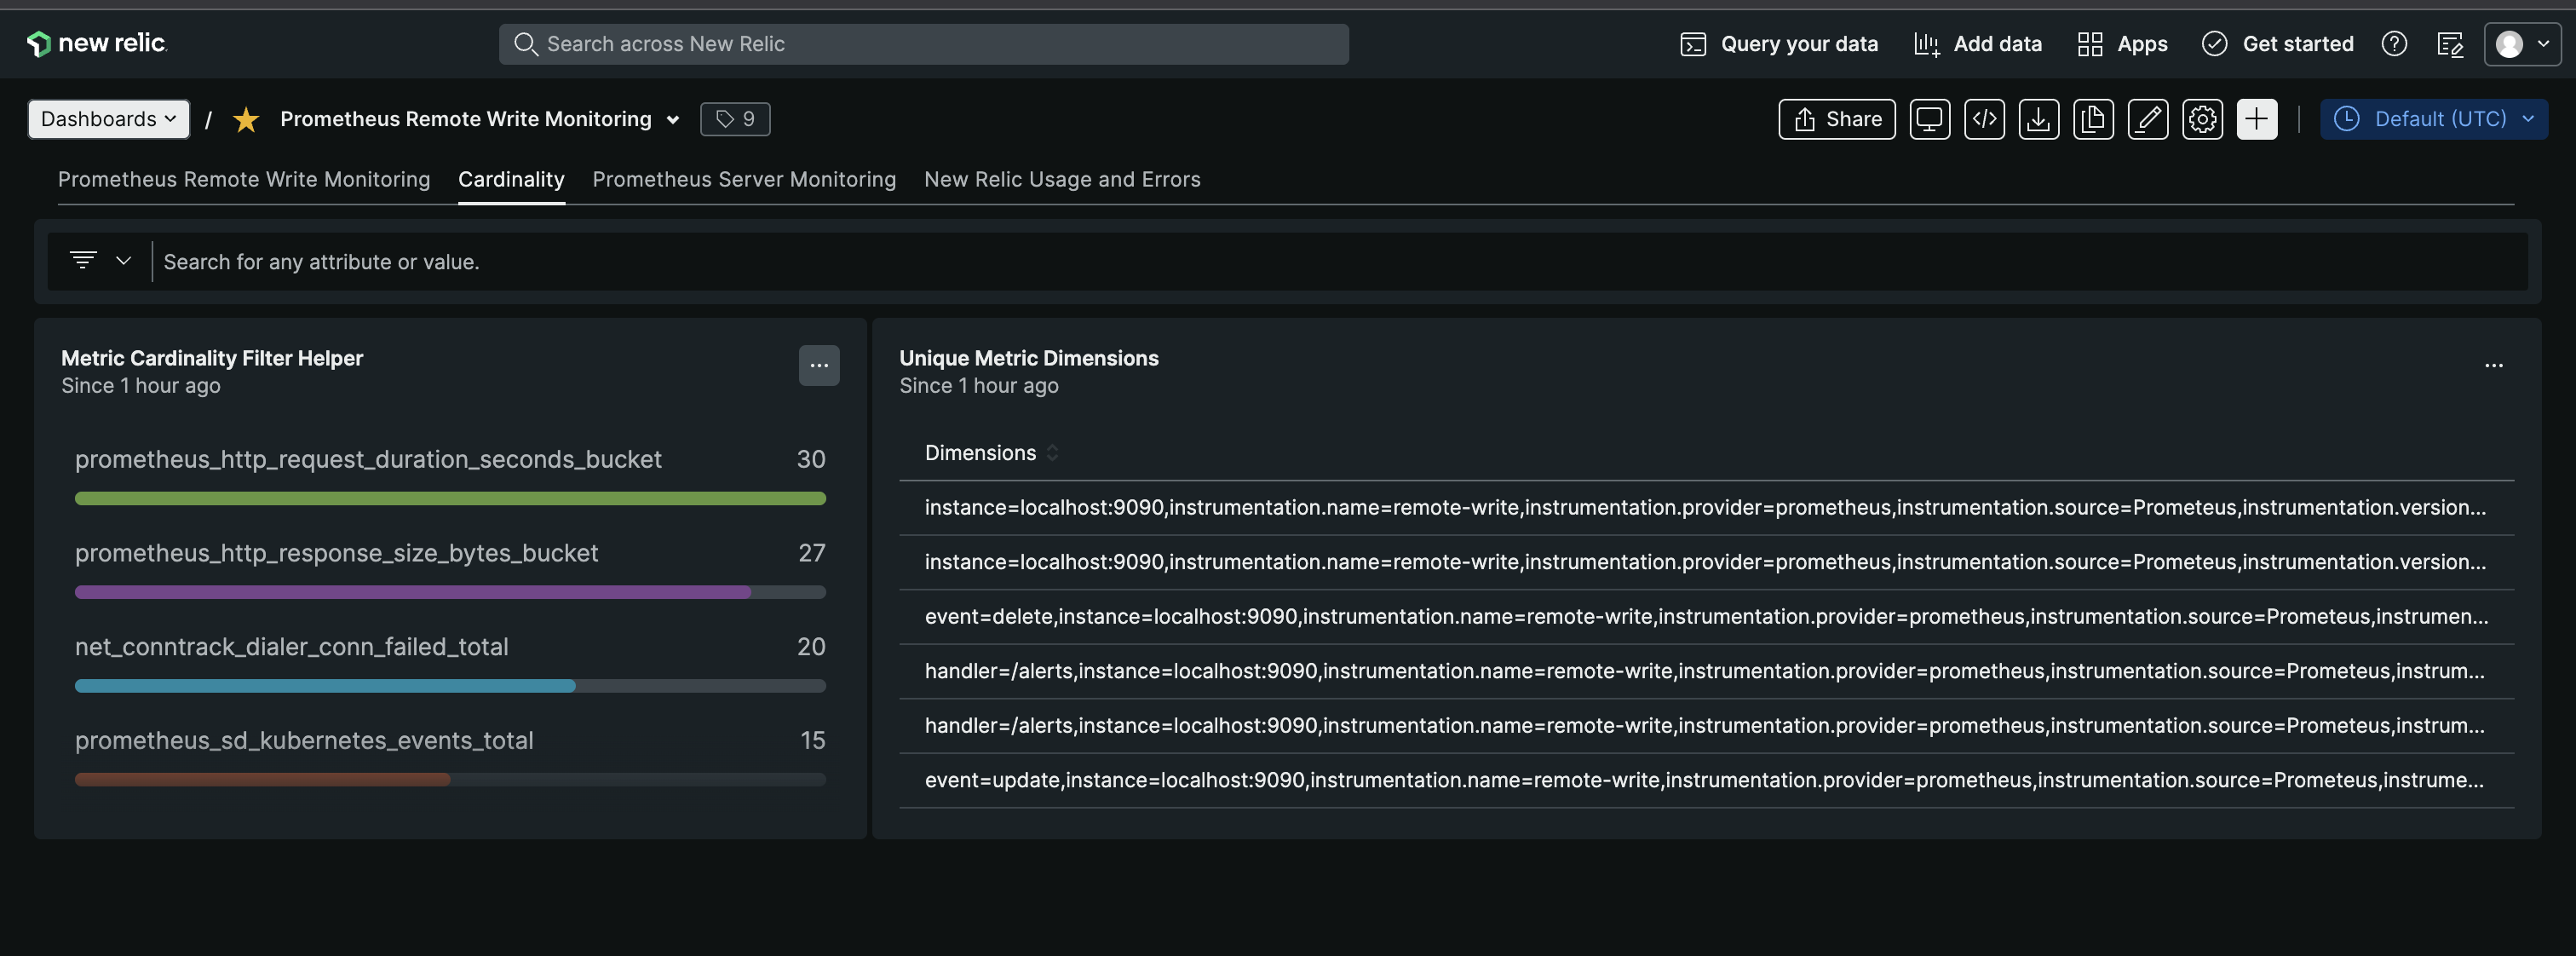 new relic.
Search across New Relic
Query your data
Add data
Apps
Get started
Dashboards / Prometheus Remote Write Monitoring 9
Share
Default (UTC)
Prometheus Remote Write Monitoring Cardinality Prometheus Server Monitoring New Relic Usage and Errors
Search for any attribute or value.
Metric Cardinality Filter Helper
Since 1 hour ago
...
prometheus_http_request_duration_seconds_bucket 30
prometheus_http_response_size_bytes_bucket 27
net_conntrack_dialer_conn_failed_total 20
prometheus_sd_kubernetes_events_total 15
Unique Metric Dimensions
Since 1 hour ago
...
Dimensions
instance=localhost:9090,instrumentation.name=remote-write,instrumentation.provider=prometheus,instrumentation.source=Prometeus,instrumentation.version...
instance=localhost:9090,instrumentation.name=remote-write,instrumentation.provider=prometheus,instrumentation.source=Prometeus,instrumentation.version...
event=delete,instance=localhost:9090,instrumentation.name=remote-write,instrumentation.provider=prometheus,instrumentation.source=Prometeus,instrumen...
handler=/alerts,instance=localhost:9090,instrumentation.name=remote-write,instrumentation.provider=prometheus,instrumentation.source=Prometeus,instrum...
handler=/alerts,instance=localhost:9090,instrumentation.name=remote-write,instrumentation.provider=prometheus,instrumentation.source=Prometeus,instrum...
event=update,instance=localhost:9090,instrumentation.name=remote-write,instrumentation.provider=prometheus,instrumentation.source=Prometeus,instrume...